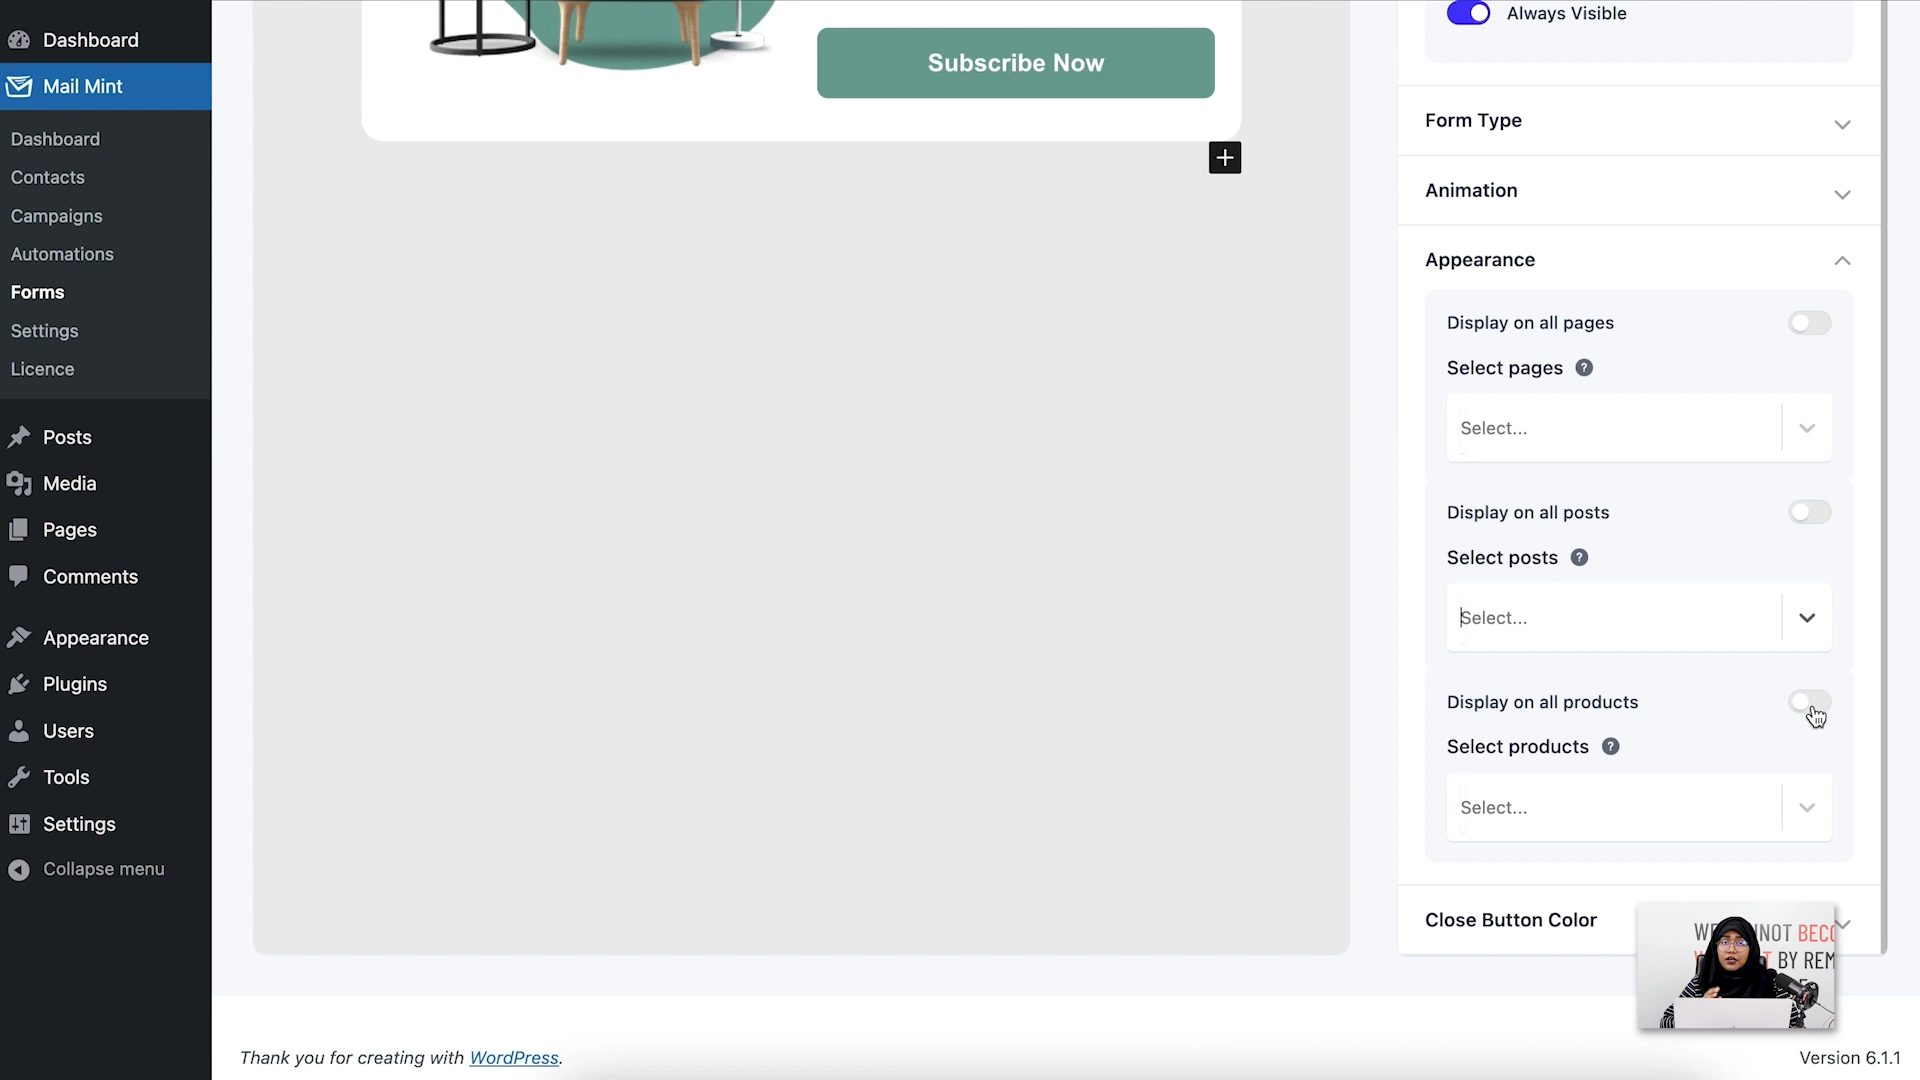 Dashboard
Mail Mint
Dashboard
Contacts
Campaigns
Automations
Forms
Settings
Licence
Posts
Media
Pages
Comments
Appearance
Plugins
Users
Tools
Settings
Collapse menu
Subscribe Now
+
Always Visible
Form Type
Animation
Appearance
Display on all pages
Select pages ?
Select...
Display on all posts
Select posts ?
Select...
Display on all products
Select products ?
Select...
Close Button Color
BY
Thank you for creating with WordPress.
Version 6.1.1